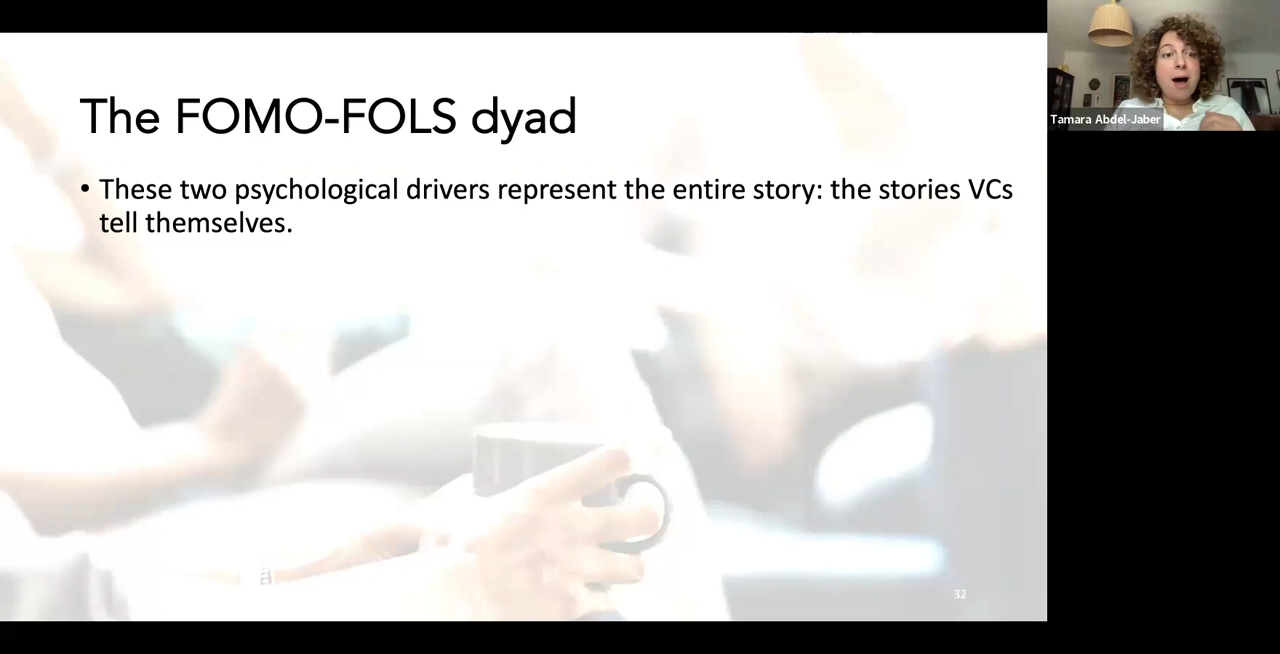 The FOMO-FOLS dyad
• These two psychological drivers represent the entire story: the stories VCs
tell themselves.
32
Tamara Abdel-Jaber